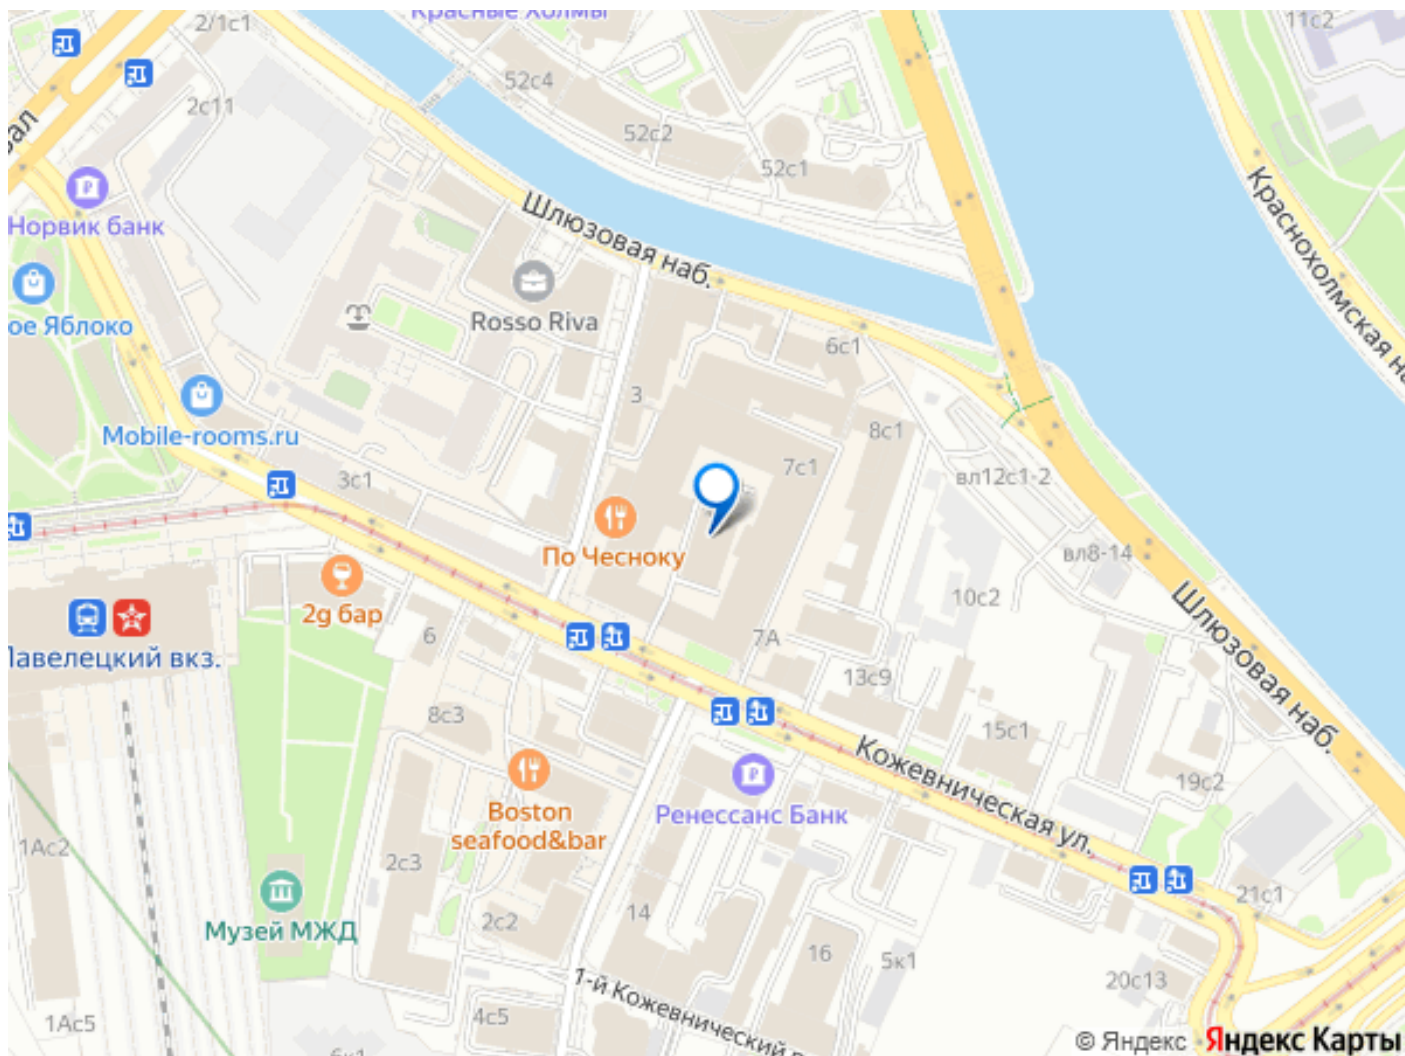 Красные Холмы
2/1с1
11с2
52с4
2с11
52с2
52с1
Норвик банк
Шлюзовая наб.
Краснохолмская на
ое Яблоко
Rosso Riva
6с1
3
Mobile-rooms.ru
8с1
3с1
7с1
вл12с1-2
По Чесноку
вл8-14
2g бар
10с2
Павелецкий вкз.
6
7А
Шлюзовая наб.
13с9
8с3
15с1
Кожевническая ул.
19с2
Boston
seafood&bar
Ренессанс Банк
1Ас2
2с3
21с1
Музей МЖД
2с2
14
16
5к1
20с13
1-й Кожевнический
1Ас5
4с5
6к1
© Яндекс Яндекс Карты